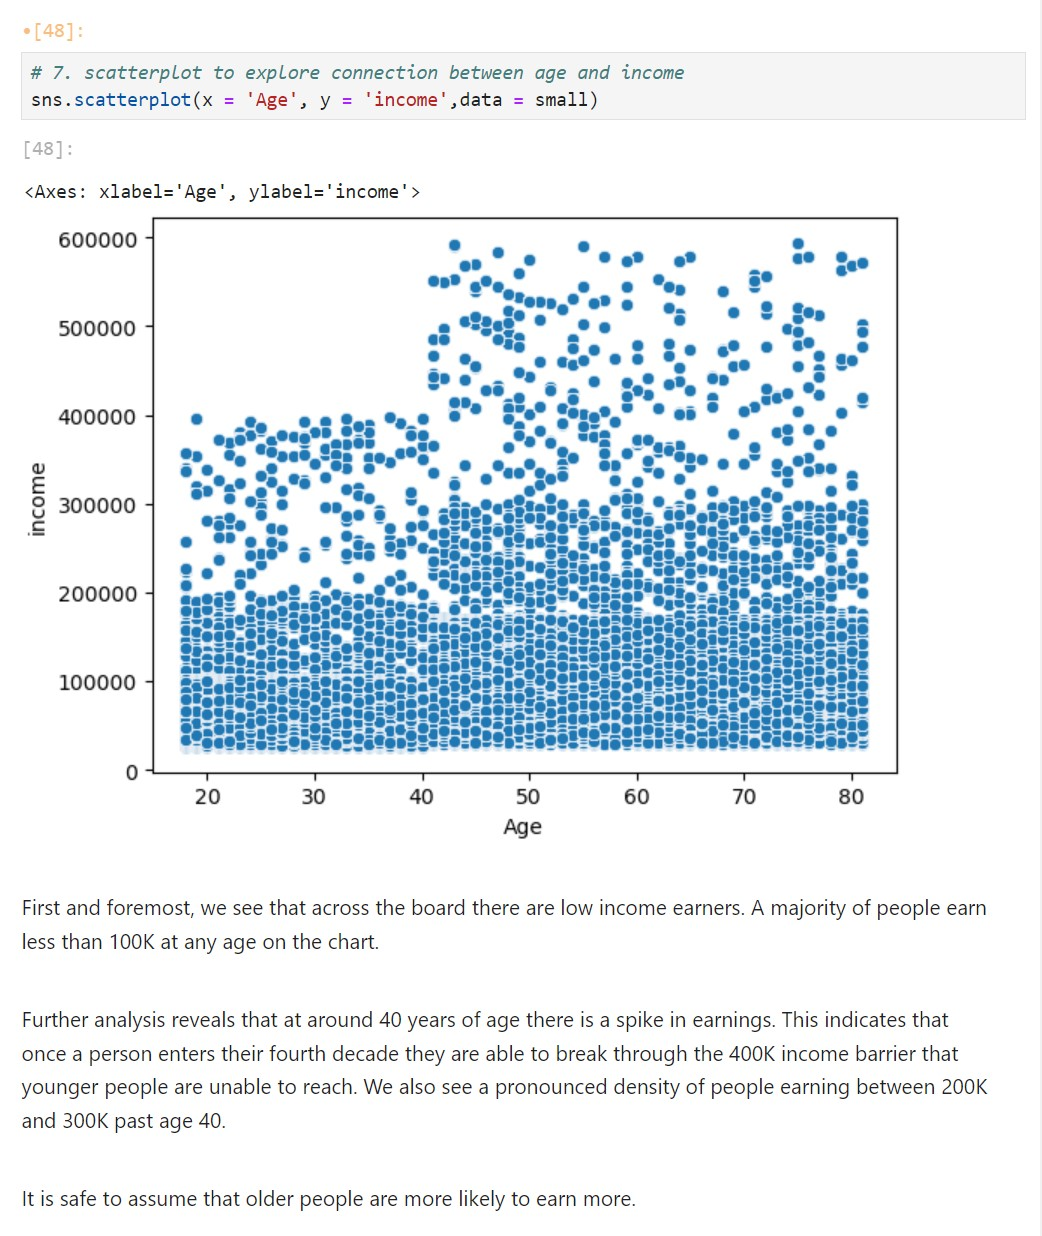 •[48]:
# 7. scatterplot to explore connection between age and income
sns.scatterplot(x = 'Age', y = 'income',data = small)
[48]:
<Axes: xlabel='Age', ylabel='income'>
600000
500000
400000
300000
200000
100000
0
income
20 30 40 50 60 70 80
Age
First and foremost, we see that across the board there are low income earners. A majority of people earn
less than 100K at any age on the chart.
Further analysis reveals that at around 40 years of age there is a spike in earnings. This indicates that
once a person enters their fourth decade they are able to break through the 400K income barrier that
younger people are unable to reach. We also see a pronounced density of people earning between 200K
and 300K past age 40.
It is safe to assume that older people are more likely to earn more.